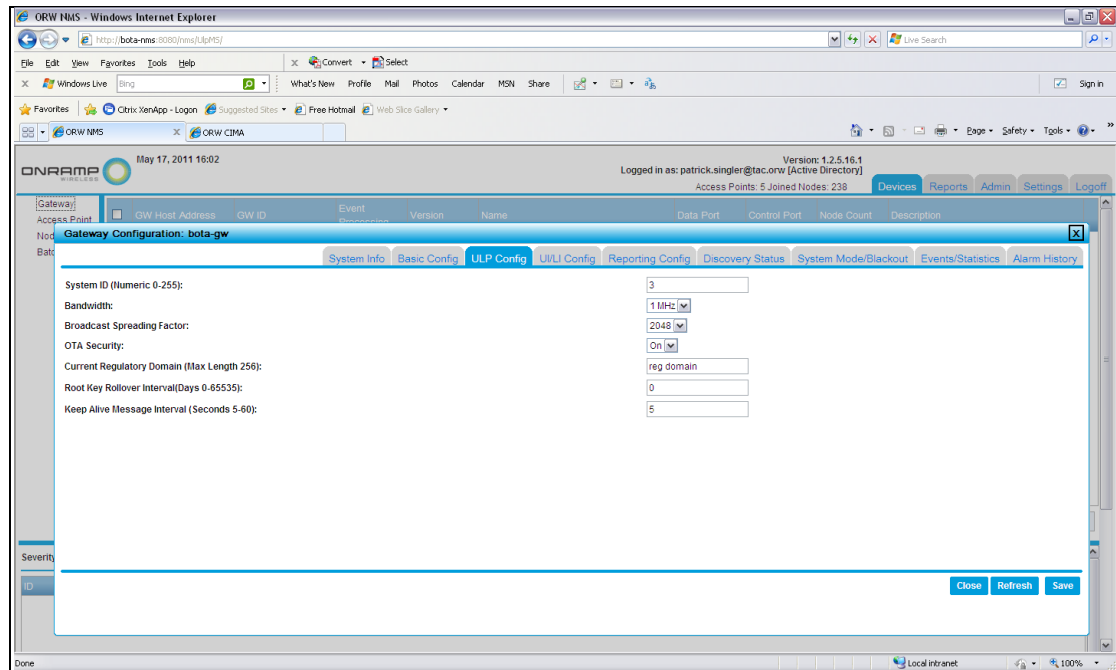 ORW NMS - Windows Internet Explorer
http://bota-nms:8080/nms/UlpMS/
Live Search
File Edit View Favorites Tools Help
x Convert Select
X Windows Live Bing What's New Profile Mail Photos Calendar MSN Share Sign in
Favorites Citrix XenApp - Logon Suggested Sites Free Hotmail Web Slice Gallery
ORW NMS X ORW CIMA Page Safety Tools »
ONRAMP WIRELESS
May 17, 2011 16:02
Version: 1.2.5.16.1
Logged in as: patrick.singler@tac.orw [Active Directory]
Access Points: 5 Joined Nodes: 238
Devices Reports Admin Settings Logoff
Gateway
Access Point
Nod
Batc
GW Host Address GW ID Event Processing Version Name Data Port Control Port Node Count Description
Gateway Configuration: bota-gw X
System Info Basic Config ULP Config UI/LI Config Reporting Config Discovery Status System Mode/Blackout Events/Statistics Alarm History
System ID (Numeric 0-255): 3
Bandwidth: 1 MHz
Broadcast Spreading Factor: 2048
OTA Security: On
Current Regulatory Domain (Max Length 256): reg domain
Root Key Rollover Interval(Days 0-65535): 0
Keep Alive Message Interval (Seconds 5-60): 5
Severity
ID
Close Refresh Save
Done Local intranet 100%